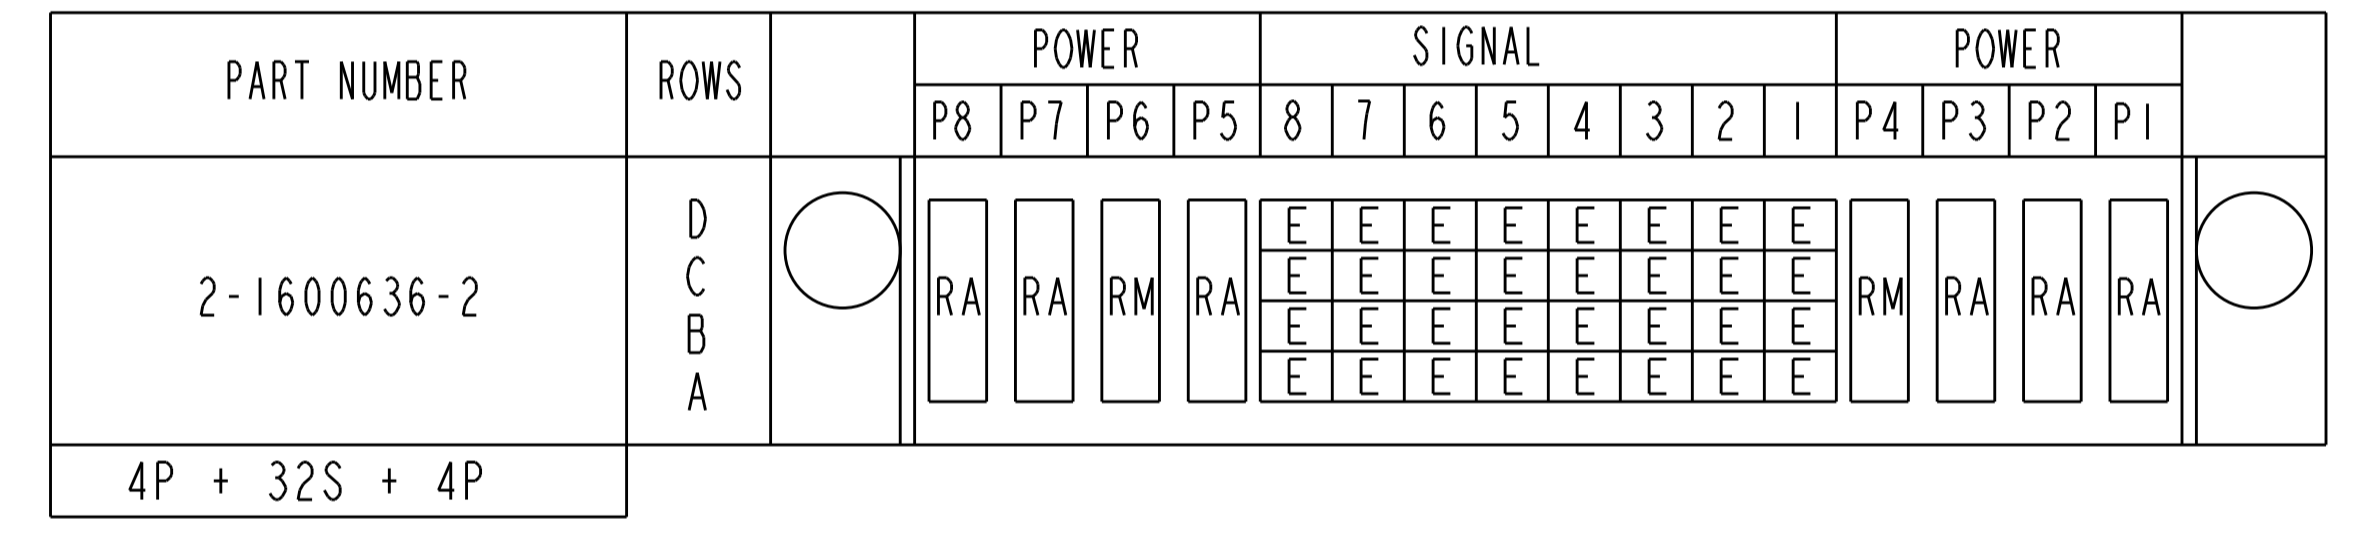 PART NUMBER ROWS POWER SIGNAL POWER
P8 P7 P6 P5 8 7 6 5 4 3 2 1 P4 P3 P2 P1
D E E E E E E E E
C E E E E E E E E
2-1600636-2 RA RA RM RA RM RA RA RA
B E E E E E E E E
A E E E E E E E E
4P + 32S + 4P